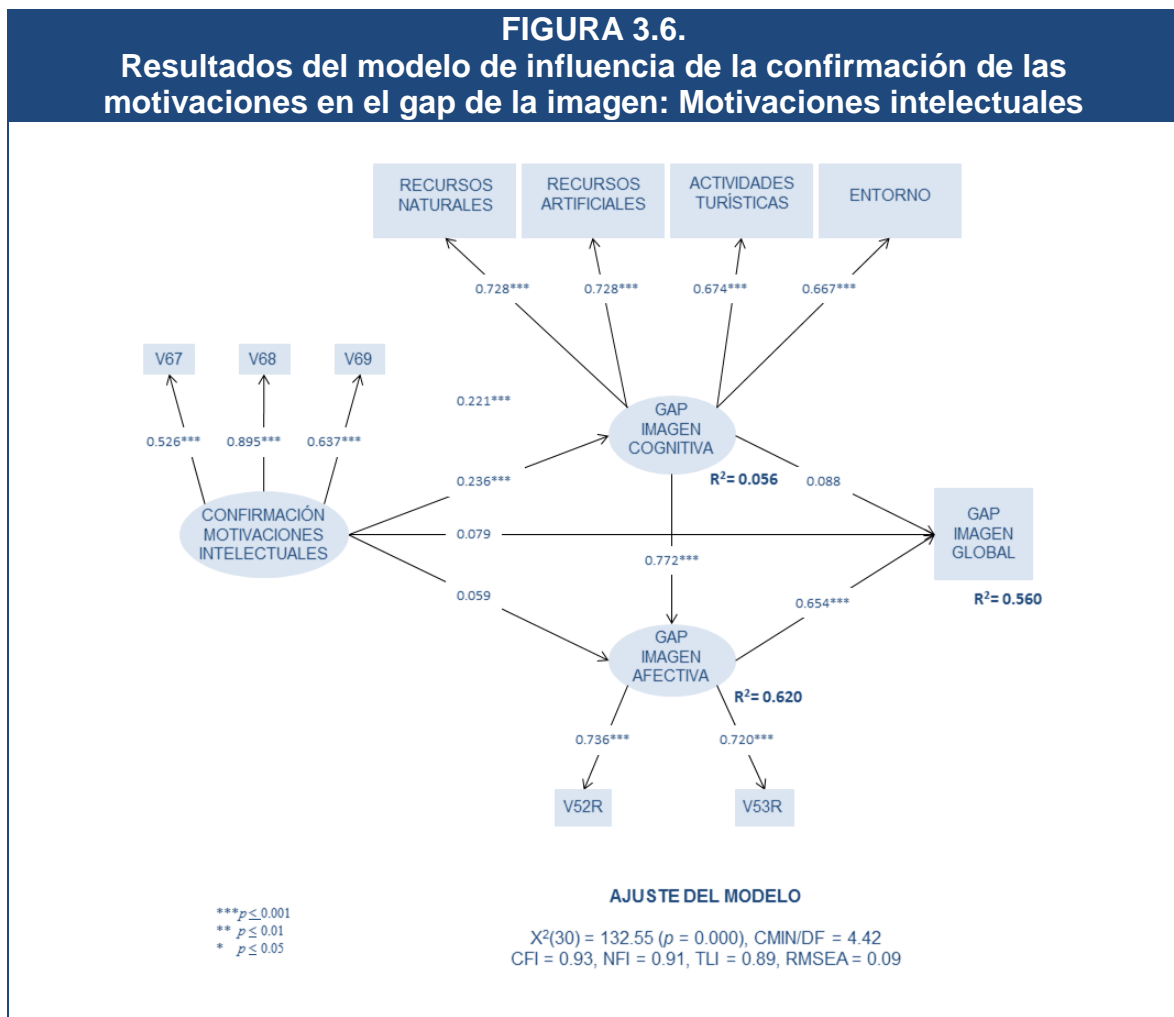 FIGURA 3.6.
Resultados del modelo de influencia de la confirmación de las
motivaciones en el gap de la imagen: Motivaciones intelectuales
RECURSOS
NATURALES
RECURSOS
ARTIFICIALES
ACTIVIDADES
TURÍSTICAS
ENTORNO
0.728***
0.728***
0.674***
0.667***
V67
V68
V69
0.526***
0.895***
0.637***
0.221***
GAP
IMAGEN
COGNITIVA
R²= 0.056
0.236***
0.088
CONFIRMACIÓN
MOTIVACIONES
INTELECTUALES
0.079
GAP
IMAGEN
GLOBAL
R²= 0.560
0.772***
0.059
0.654***
GAP
IMAGEN
AFECTIVA
R²= 0.620
0.736***
0.720***
V52R
V53R
***p ≤ 0.001
** p ≤ 0.01
* p ≤ 0.05
AJUSTE DEL MODELO
X²(30) = 132.55 (p = 0.000), CMIN/DF = 4.42
CFI = 0.93, NFI = 0.91, TLI = 0.89, RMSEA = 0.09